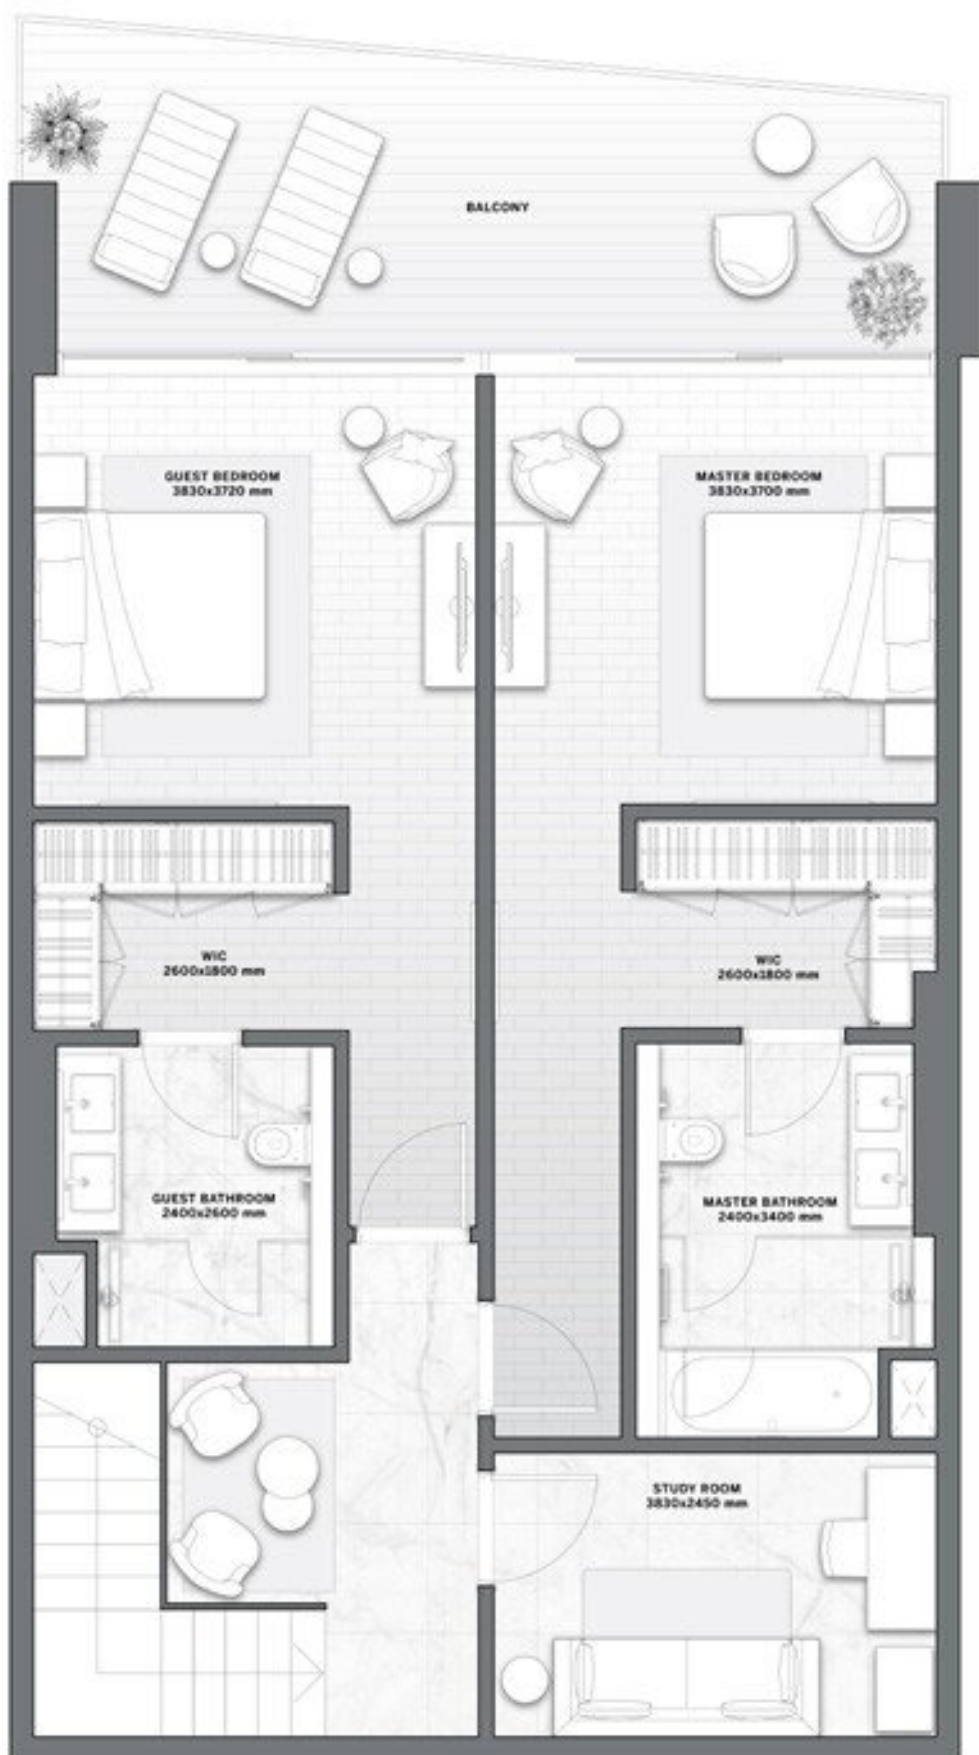 BALCONY
GUEST BEDROOM
3830x3720 mm
MASTER BEDROOM
3830x3700 mm
WIC
2600x1800 mm
WIC
2600x1800 mm
GUEST BATHROOM
2400x2600 mm
MASTER BATHROOM
2400x3400 mm
STUDY ROOM
3830x2450 mm